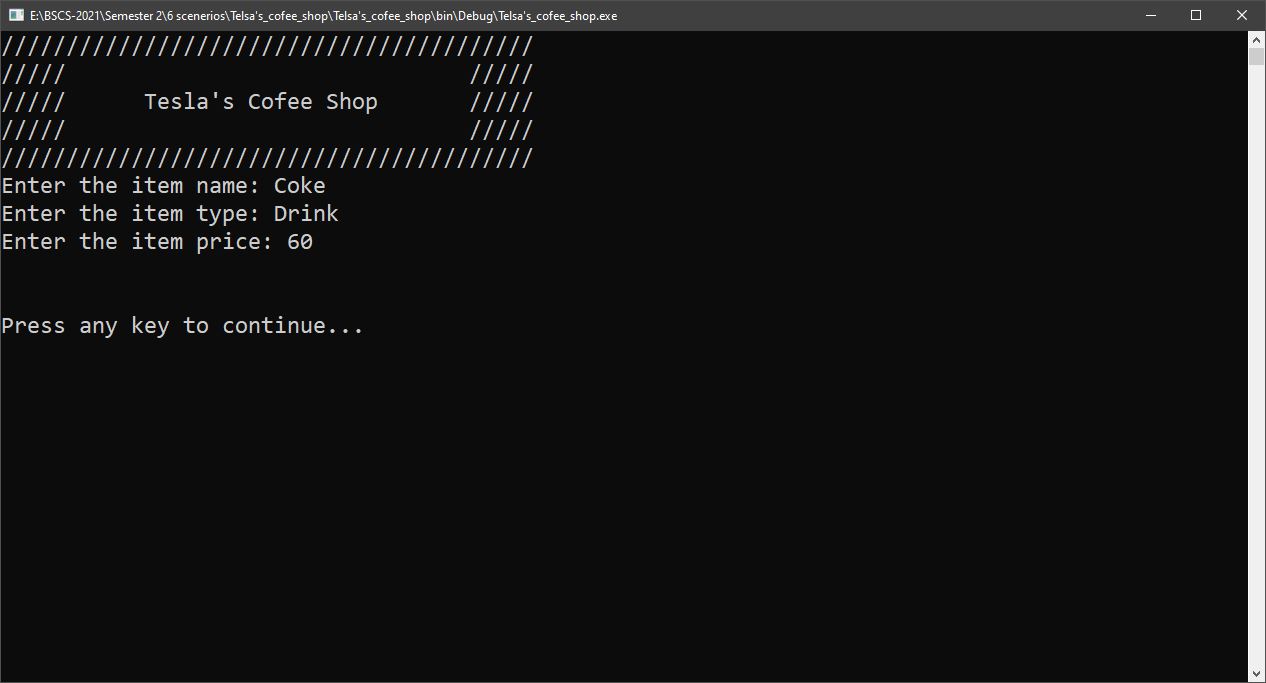 E:\BSCS-2021\Semester 2\6 scenerios\Telsa's_cofee_shop\Telsa's_cofee_shop\bin\Debug\Telsa's_cofee_shop.exe
/////////////////////////////////////////
/////                               /////
/////      Tesla's Cofee Shop       /////
/////                               /////
/////////////////////////////////////////
Enter the item name: Coke
Enter the item type: Drink
Enter the item price: 60
Press any key to continue...